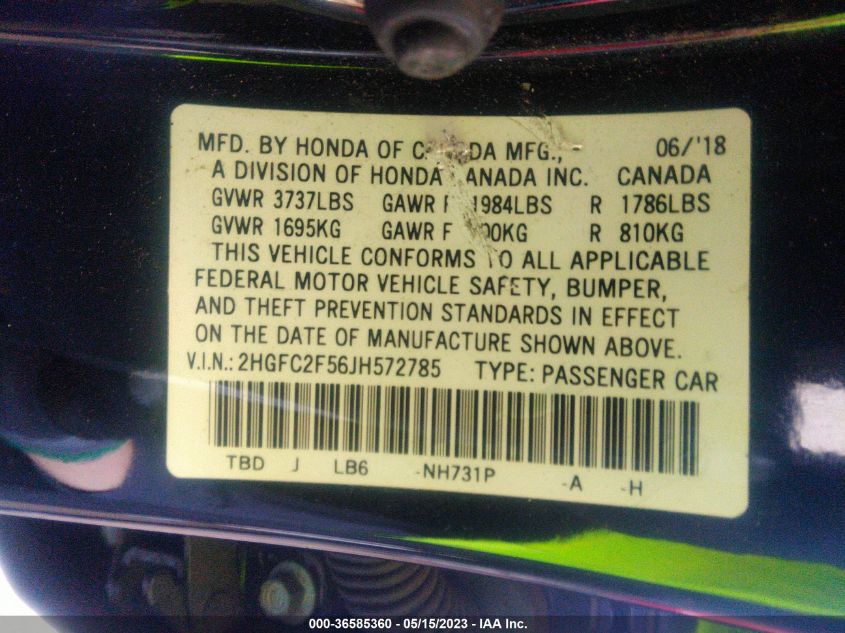 MFD. BY HONDA OF DA MFG., 06/'18
A DIVISION OF HONDA ANADA INC. CANADA
GVWR 3737LBS GAWR F 1984LBS R 1786LBS
GVWR 1695KG GAWR F 00KG R 810KG
THIS VEHICLE CONFORMS TO ALL APPLICABLE
FEDERAL MOTOR VEHICLE SAFETY, BUMPER,
AND THEFT PREVENTION STANDARDS IN EFFECT
ON THE DATE OF MANUFACTURE SHOWN ABOVE.
V.I.N.: 2HGFC2F56JH572785 TYPE: PASSENGER CAR
TBD J LB6 -NH731P -A -H
000-36585360 - 05/15/2023 - IAA Inc.